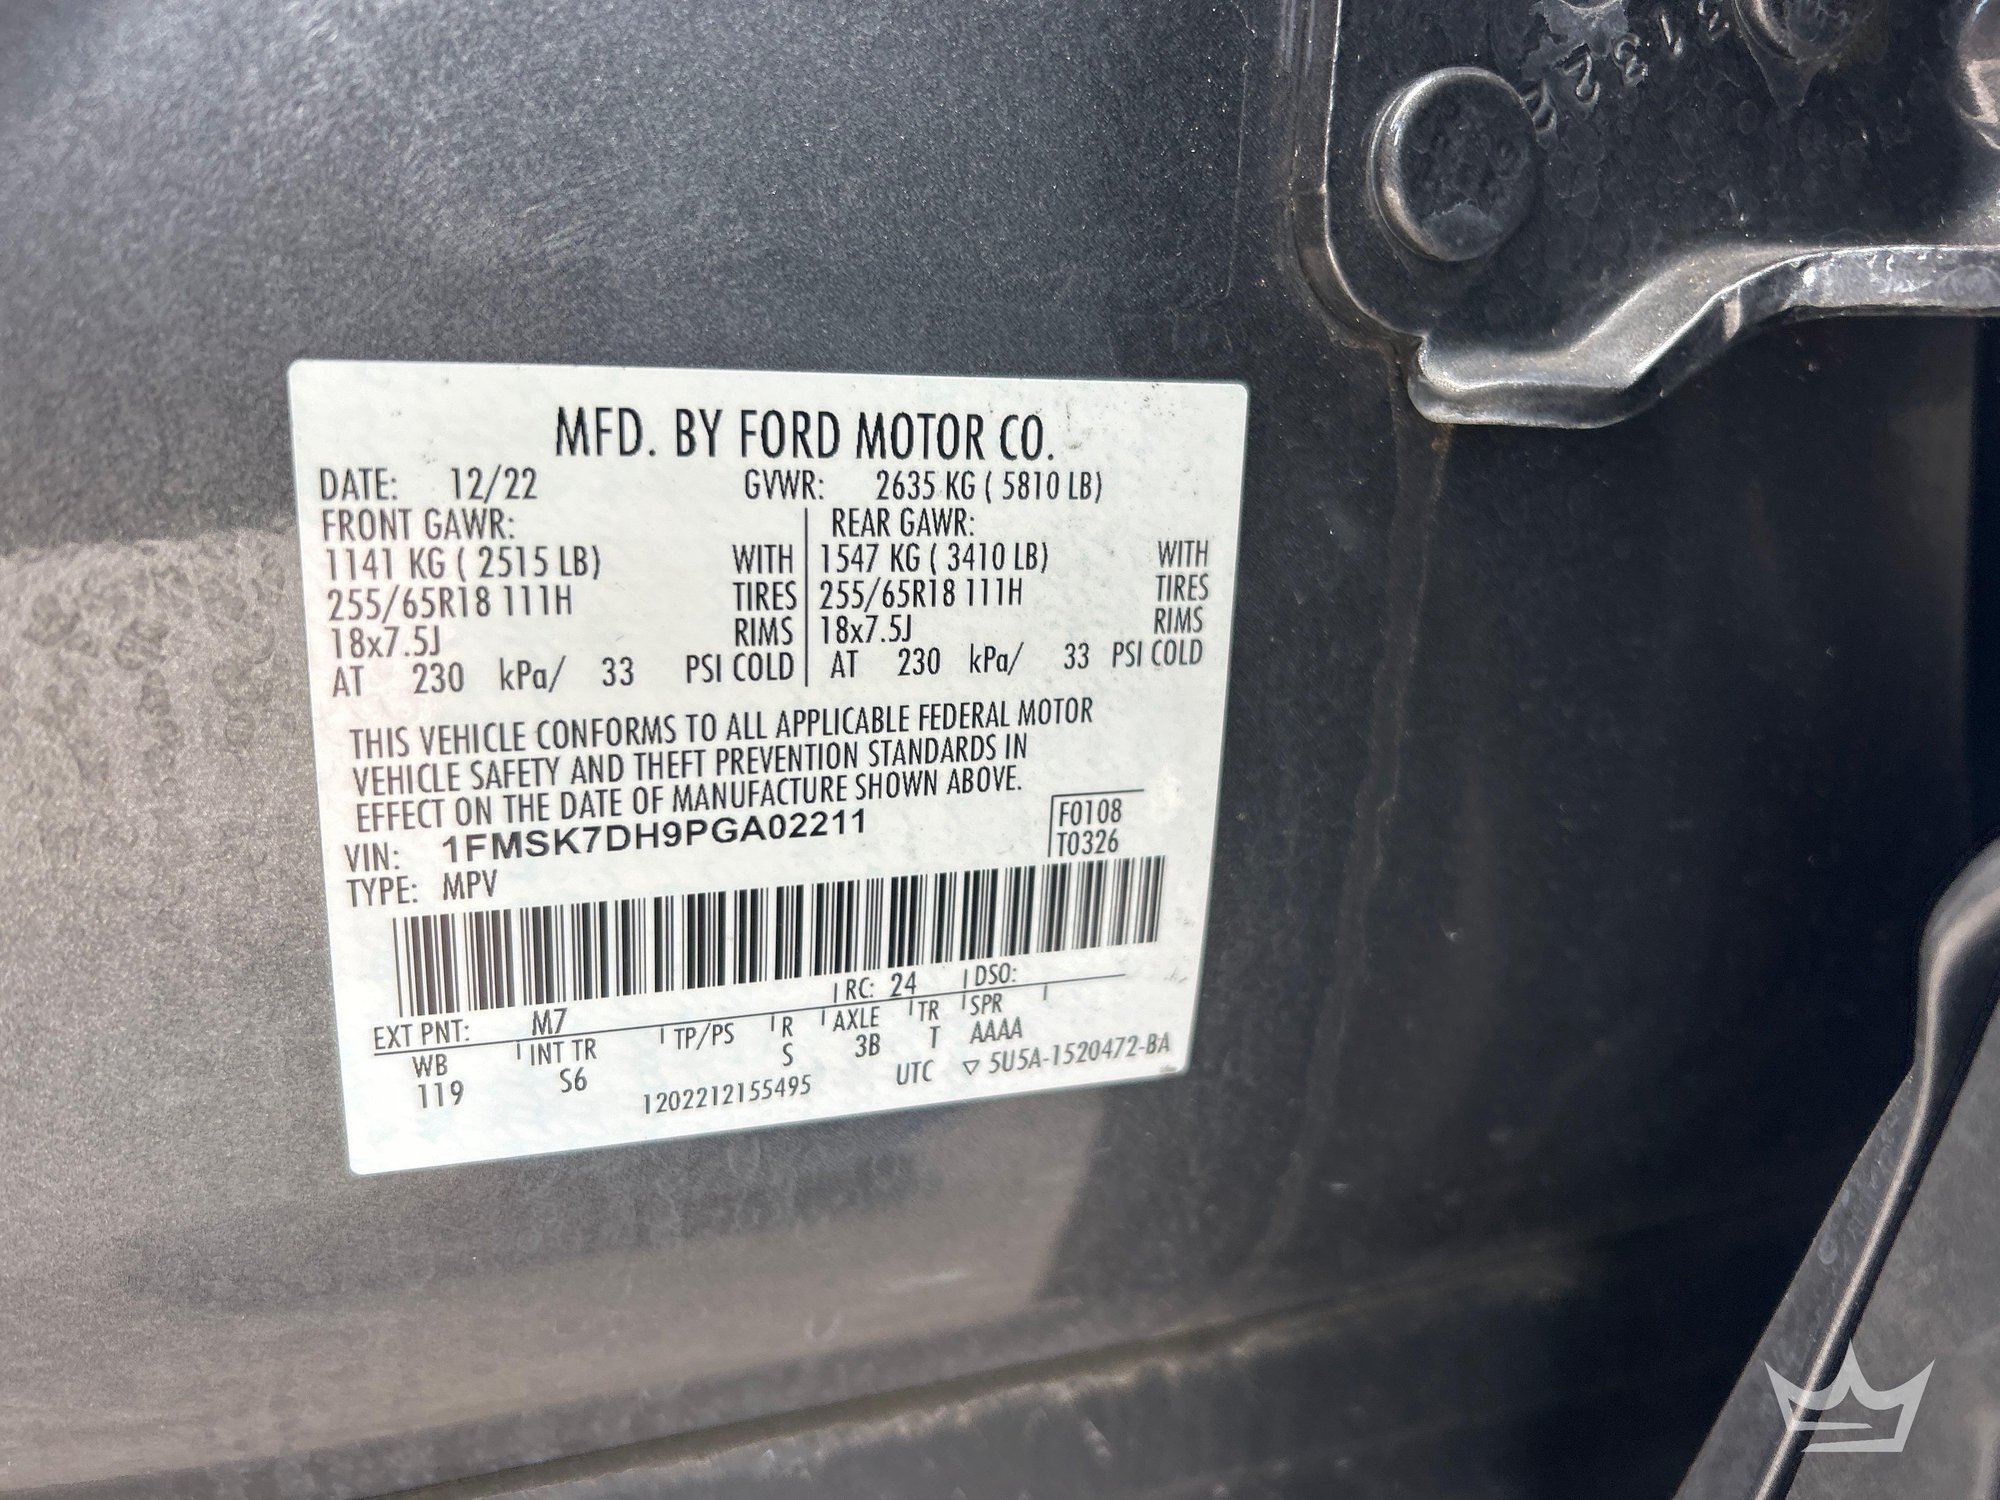 MFD. BY FORD MOTOR CO.
DATE: 12/22 GVWR: 2635 KG ( 5810 LB)
FRONT GAWR: REAR GAWR:
1141 KG ( 2515 LB) WITH 1547 KG ( 3410 LB) WITH
255/65R18 111H TIRES 255/65R18 111H TIRES
18x7.5J RIMS 18x7.5J RIMS
AT 230 kPa/ 33 PSI COLD AT 230 kPa/ 33 PSI COLD
THIS VEHICLE CONFORMS TO ALL APPLICABLE FEDERAL MOTOR
VEHICLE SAFETY AND THEFT PREVENTION STANDARDS IN
EFFECT ON THE DATE OF MANUFACTURE SHOWN ABOVE.
F0108
VIN: 1FMSK7DH9PGA02211 T0326
TYPE: MPV
EXT PNT: M7 RC: 24 DSO:
WB INT TR TP/PS R AXLE TR SPR
119 S6 S 3B T AAAA
1202212155495 UTC ▽ 5U5A-1520472-BA